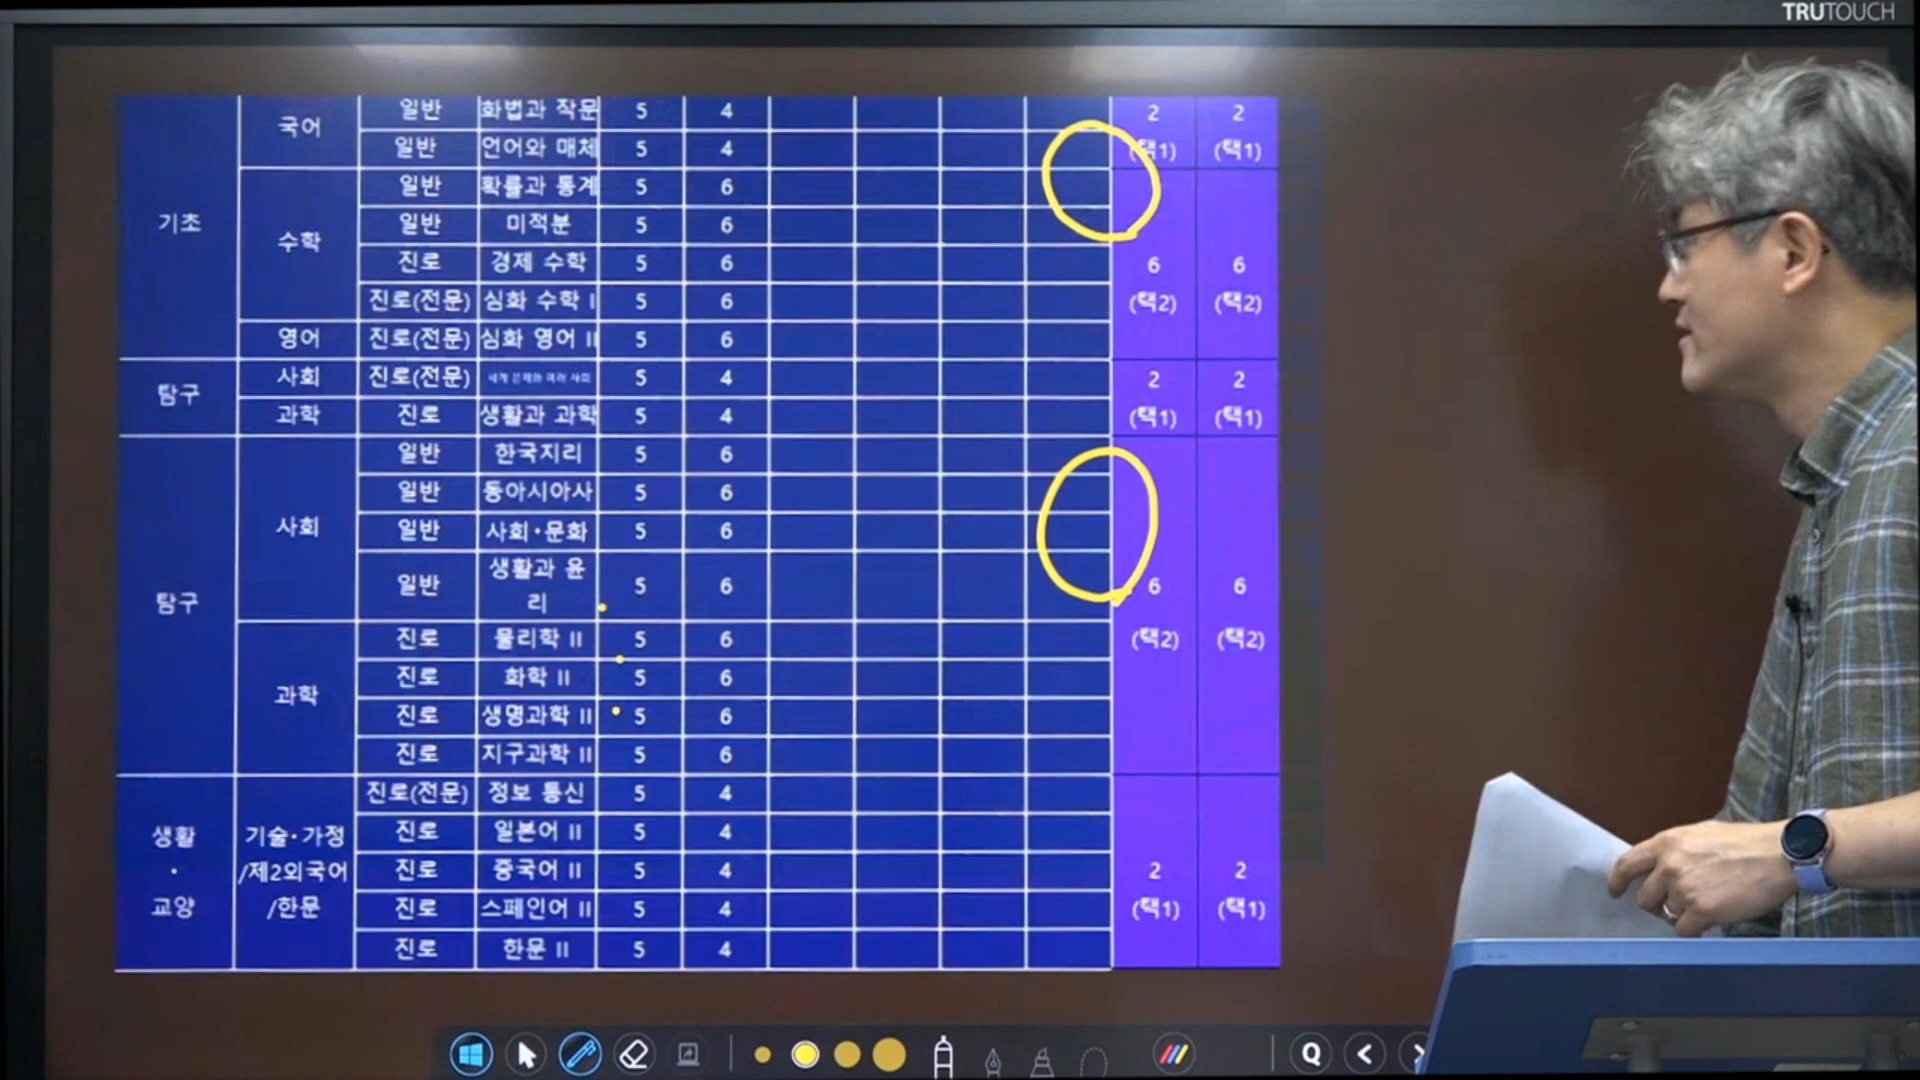 TRUTOUCH
기초 국어 일반 화법과 작문 5 4 2 2
일반 언어와 매체 5 4 (택1) (택1)
수학 일반 확률과 통계 5 6
일반 미적분 5 6
진로 경제 수학 5 6 6 6
진로(전문) 심화 수학 I 5 6 (택2) (택2)
영어 진로(전문) 심화 영어 II 5 6
탐구 사회 진로(전문) 세계 문제와 미래 사회 5 4 2 2
과학 진로 생활과 과학 5 4 (택1) (택1)
탐구 사회 일반 한국지리 5 6
일반 동아시아사 5 6
일반 사회·문화 5 6
일반 생활과 윤 5 6 6 6
리
과학 진로 물리학 II 5 6 (택2) (택2)
진로 화학 II 5 6
진로 생명과학 II 5 6
진로 지구과학 II 5 6
생활 기술·가정 진로(전문) 정보 통신 5 4
· /제2외국어 진로 일본어 II 5 4
교양 /한문 진로 중국어 II 5 4 2 2
진로 스페인어 II 5 4 (택1) (택1)
진로 한문 II 5 4
Q